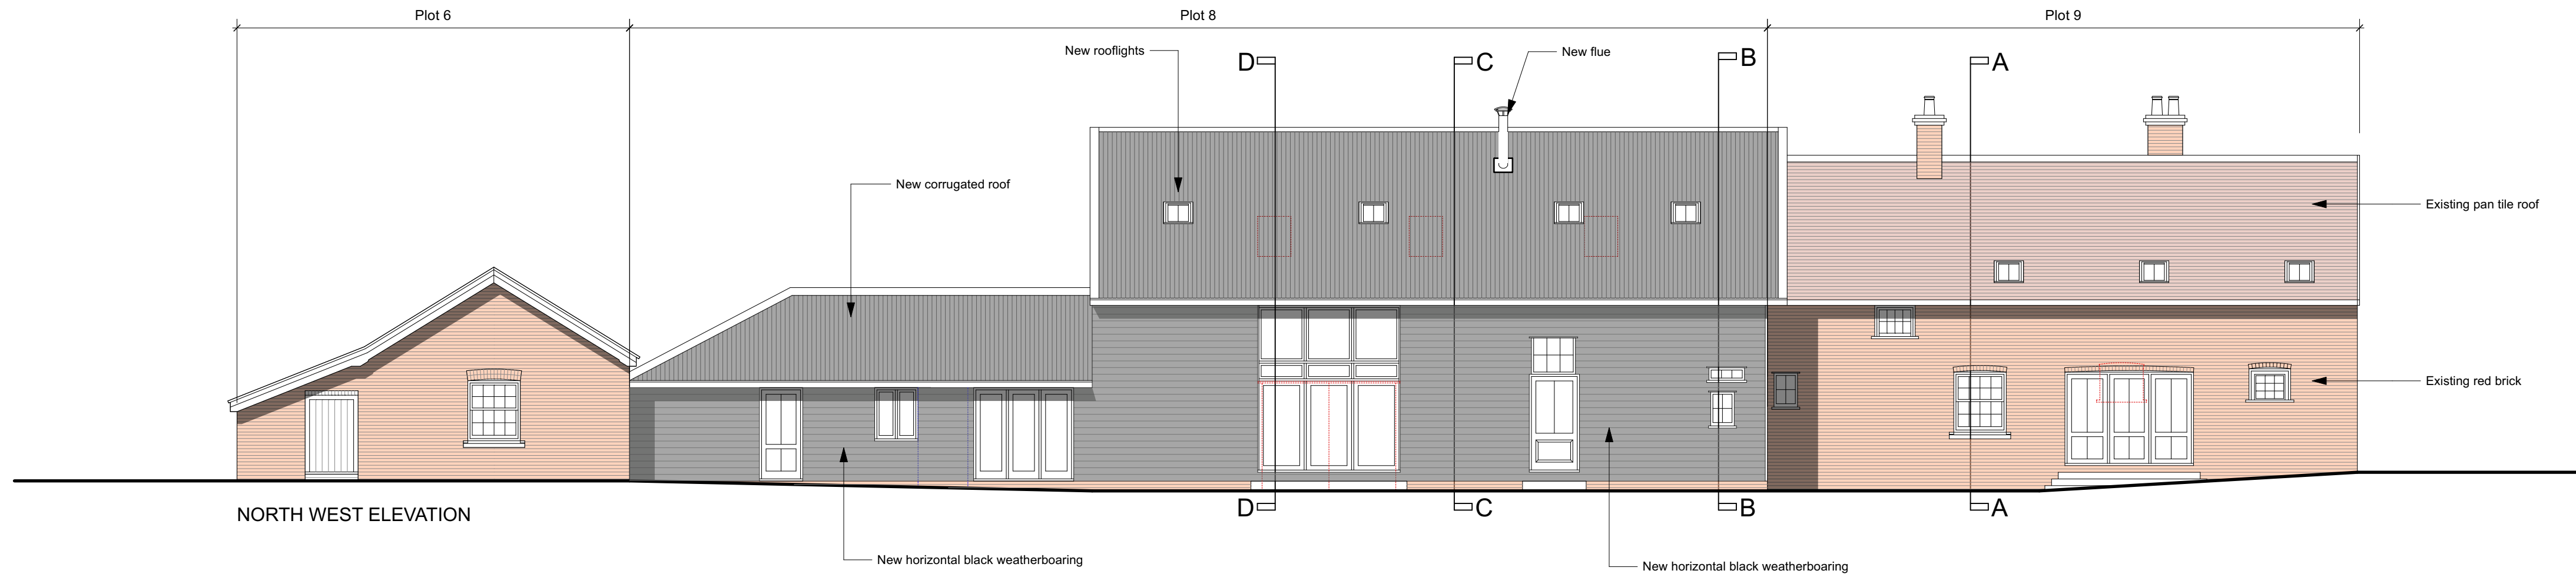 Plot 6
Plot 8
Plot 9
New rooflights
New flue
D
C
B
A
New corrugated roof
Existing pan tile roof
Existing red brick
D
C
B
A
NORTH WEST ELEVATION
New horizontal black weatherboaring
New horizontal black weatherboaring